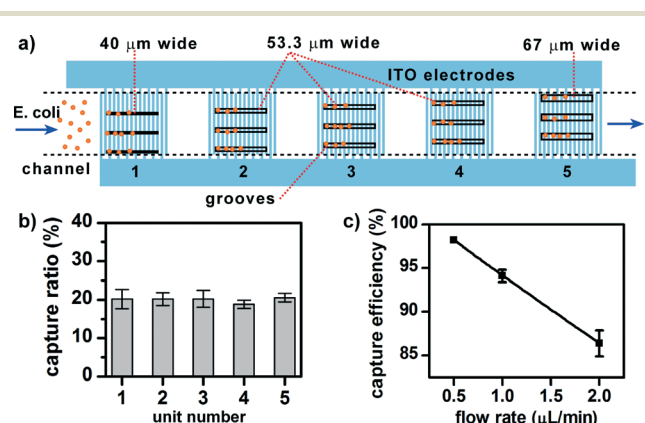 a)
40 μm wide
53.3 μm wide
67 μm wide
ITO electrodes
E. coli
channel
1 2 3 4 5
grooves
b)
capture ratio (%)
40
30
20
10
0
1 2 3 4 5
unit number
c)
capture efficiency (%)
100
95
90
85
0.5 1.0 1.5 2.0
flow rate (μL/min)